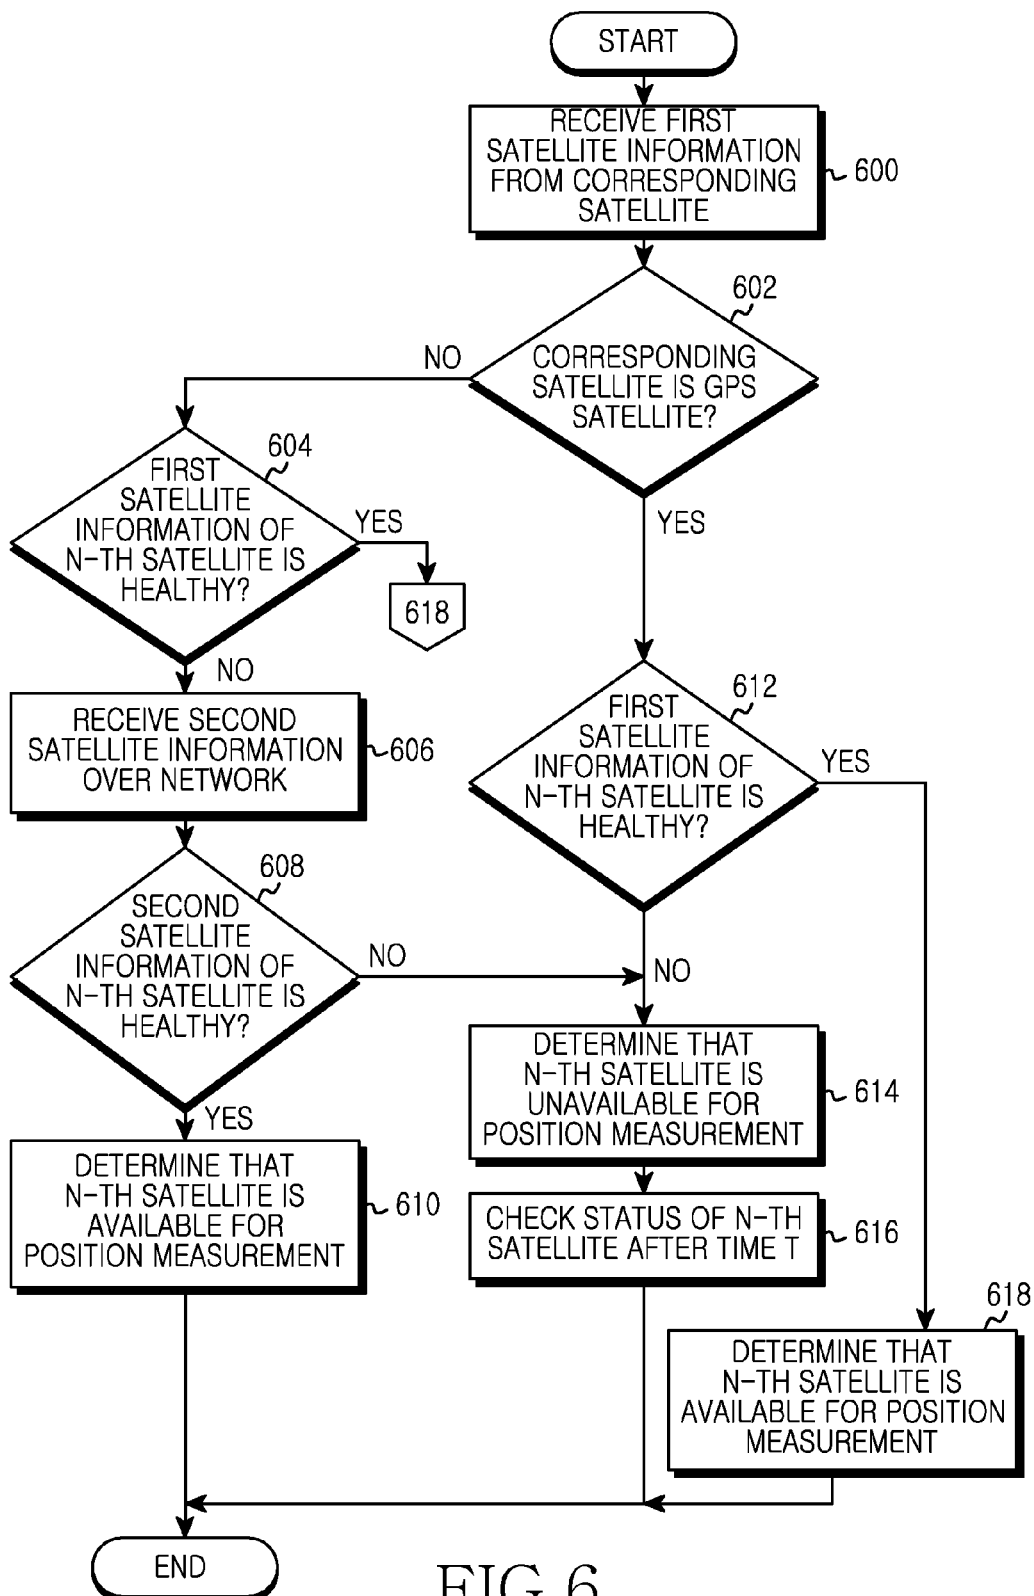 START
RECEIVE FIRST
SATELLITE INFORMATION
FROM CORRESPONDING
SATELLITE
600
602
CORRESPONDING
SATELLITE IS GPS
SATELLITE?
NO
YES
604
FIRST
SATELLITE
INFORMATION OF
N-TH SATELLITE IS
HEALTHY?
YES
618
NO
RECEIVE SECOND
SATELLITE INFORMATION
OVER NETWORK
606
612
FIRST
SATELLITE
INFORMATION OF
N-TH SATELLITE IS
HEALTHY?
YES
NO
608
SECOND
SATELLITE
INFORMATION OF
N-TH SATELLITE IS
HEALTHY?
NO
YES
DETERMINE THAT
N-TH SATELLITE IS
AVAILABLE FOR
POSITION MEASUREMENT
610
DETERMINE THAT
N-TH SATELLITE IS
UNAVAILABLE FOR
POSITION MEASUREMENT
614
CHECK STATUS OF N-TH
SATELLITE AFTER TIME T
616
618
DETERMINE THAT
N-TH SATELLITE IS
AVAILABLE FOR POSITION
MEASUREMENT
END
FIG.6